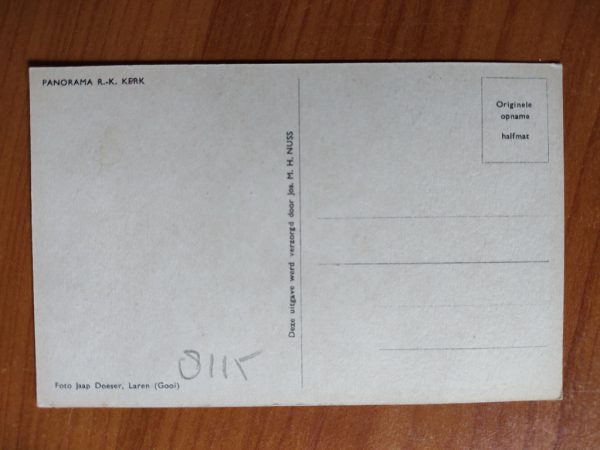 PANORAMA R.-K. KERK
Deze uitgave werd verzorgd door Jos. M. H. NUSS
Originele
opname
halfmat
8115
Foto Jaap Doeser, Laren (Gooi)